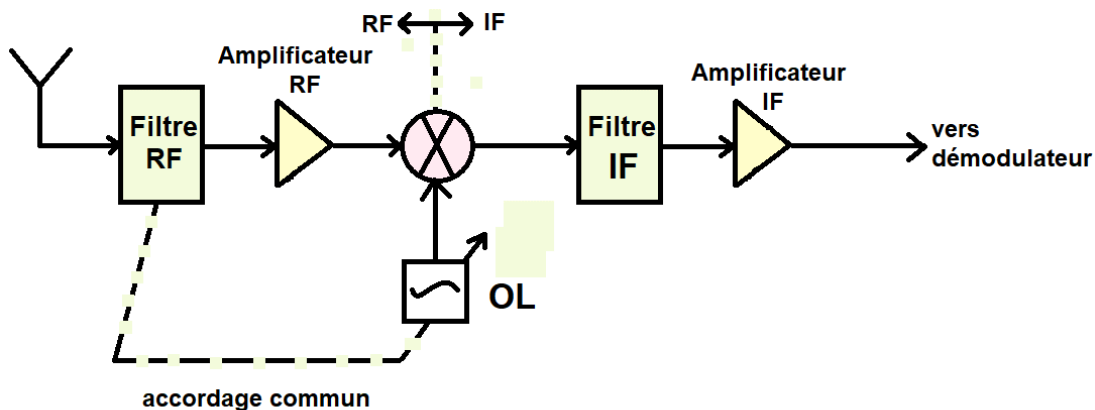 RF IF
Amplificateur
RF
Amplificateur
IF
Filtre
RF
Filtre
IF
vers
démodulateur
OL
accordage commun